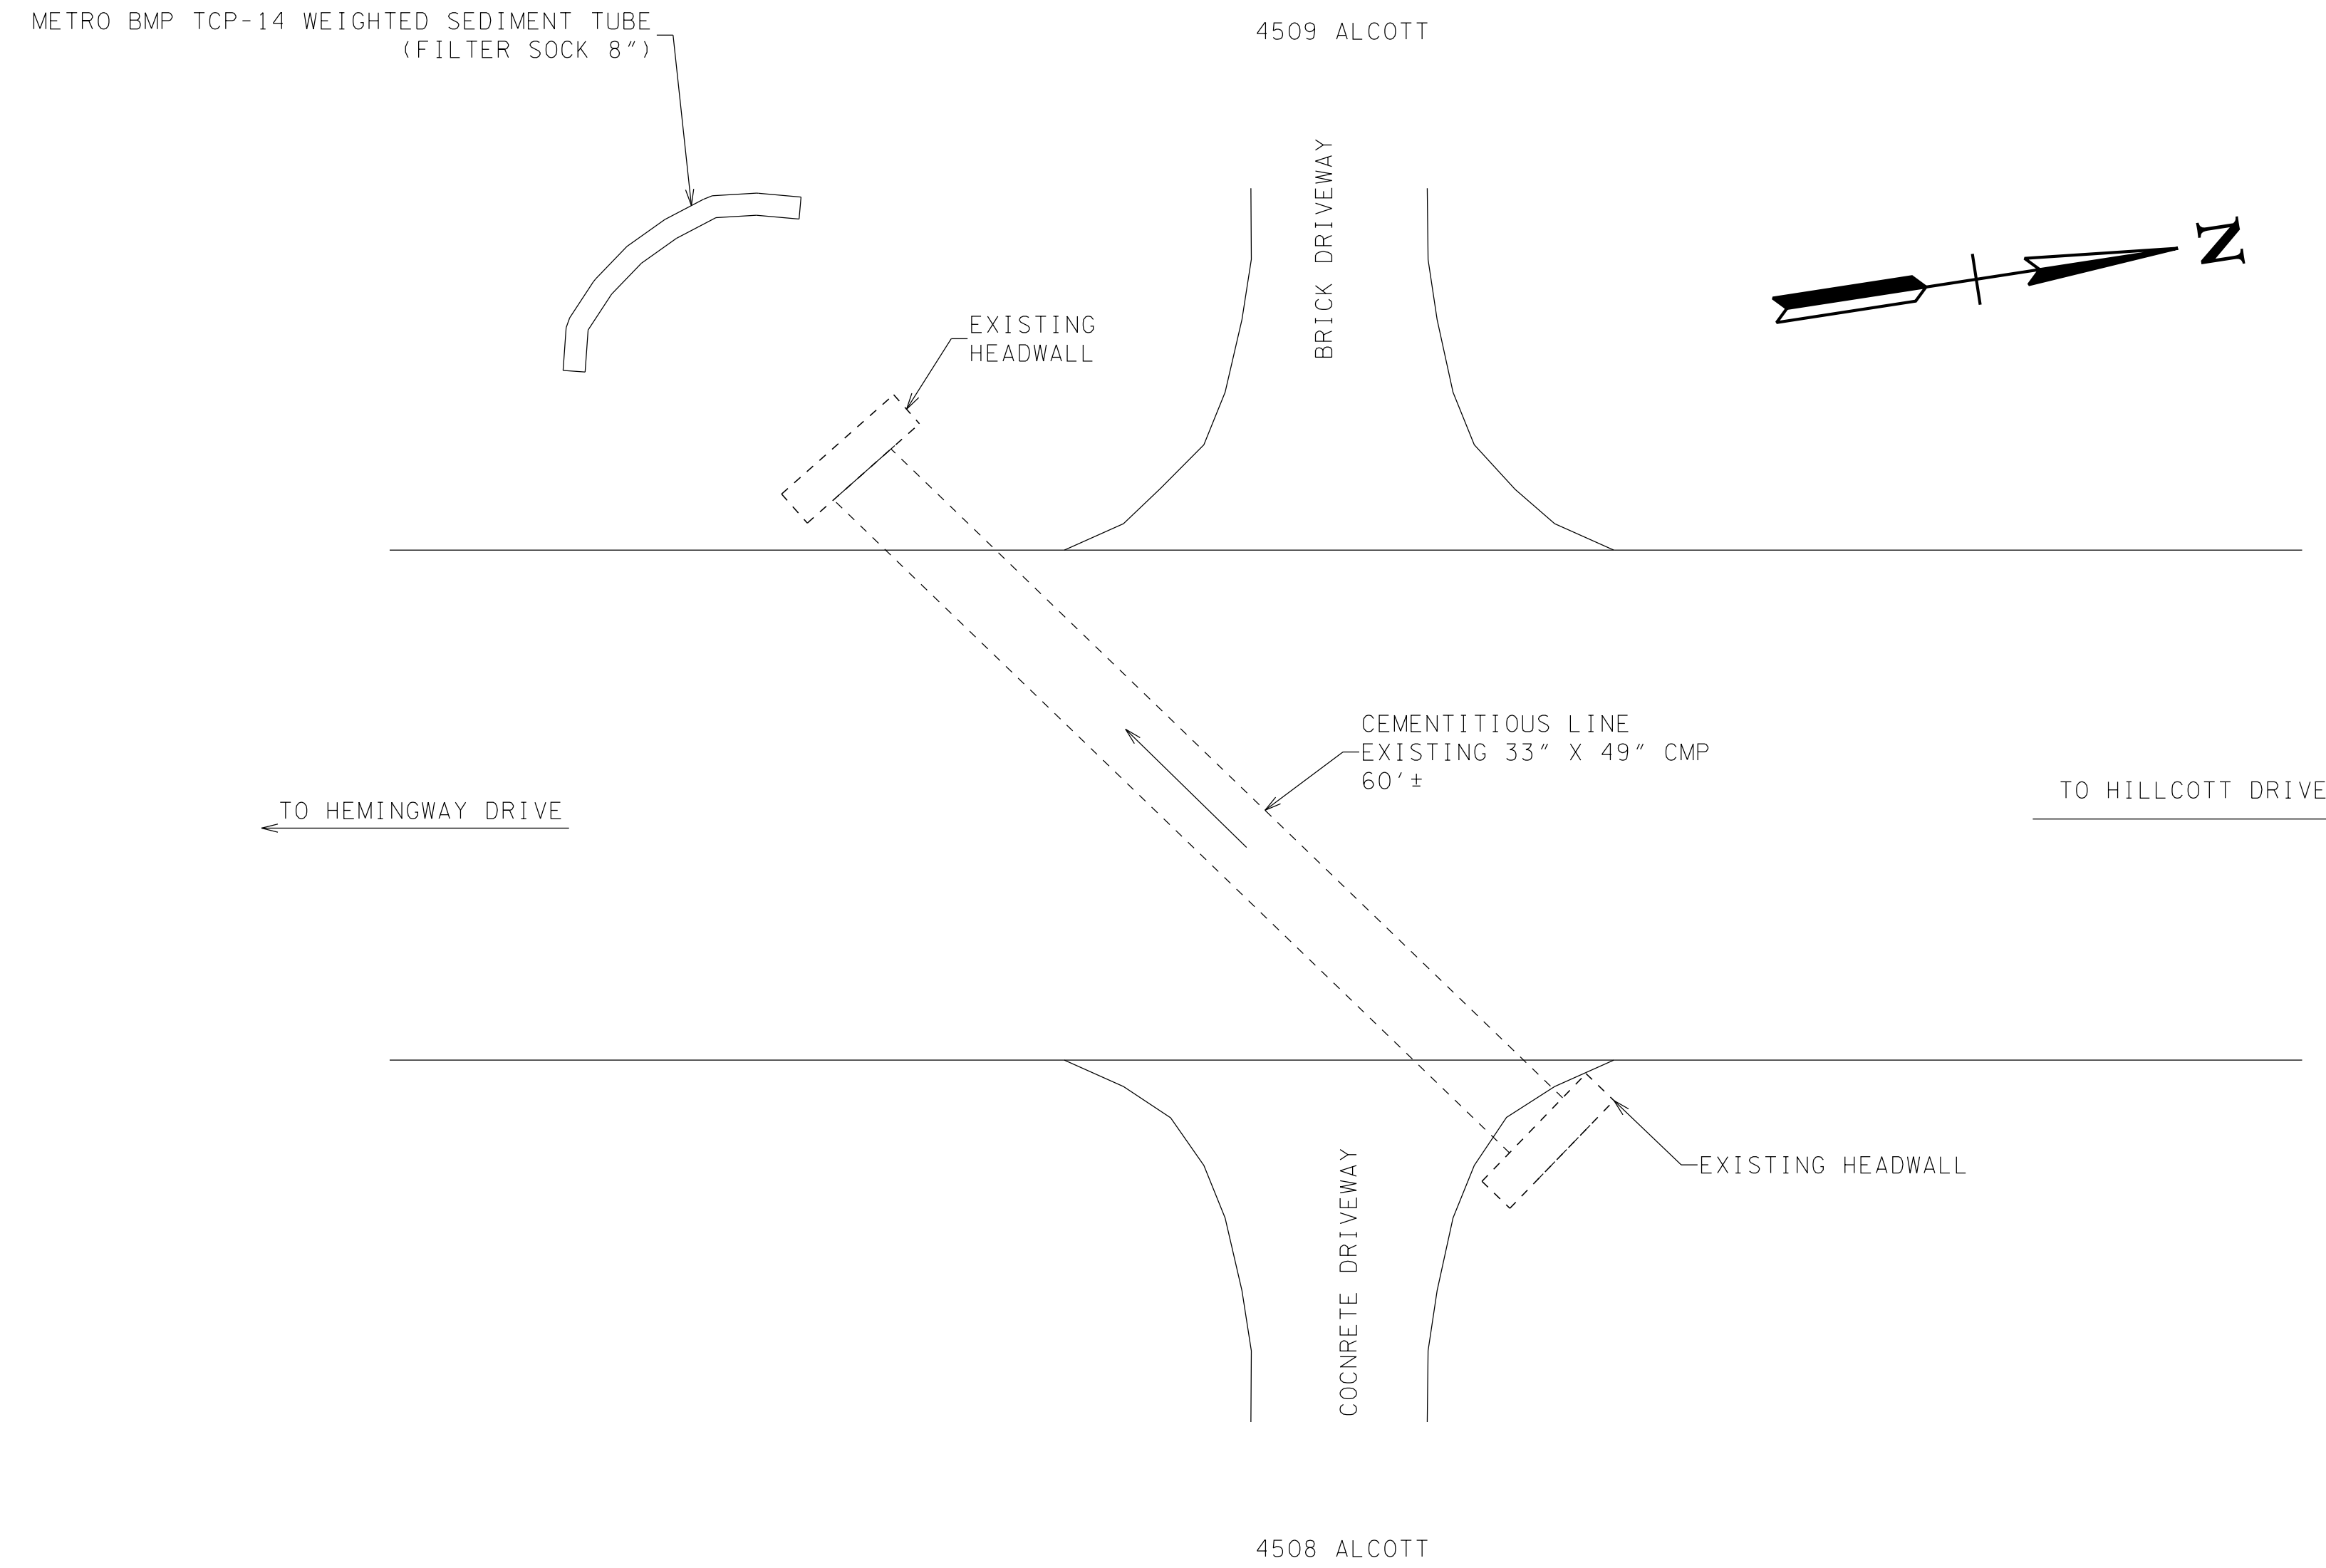 METRO BMP TCP-14 WEIGHTED SEDIMENT TUBE
(FILTER SOCK 8″)
4509 ALCOTT
BRICK DRIVEWAY
N
EXISTING
HEADWALL
CEMENTITIOUS LINE
EXISTING 33″ X 49″ CMP
60′±
TO HEMINGWAY DRIVE
TO HILLCOTT DRIVE
EXISTING HEADWALL
COCNRETE DRIVEWAY
4508 ALCOTT